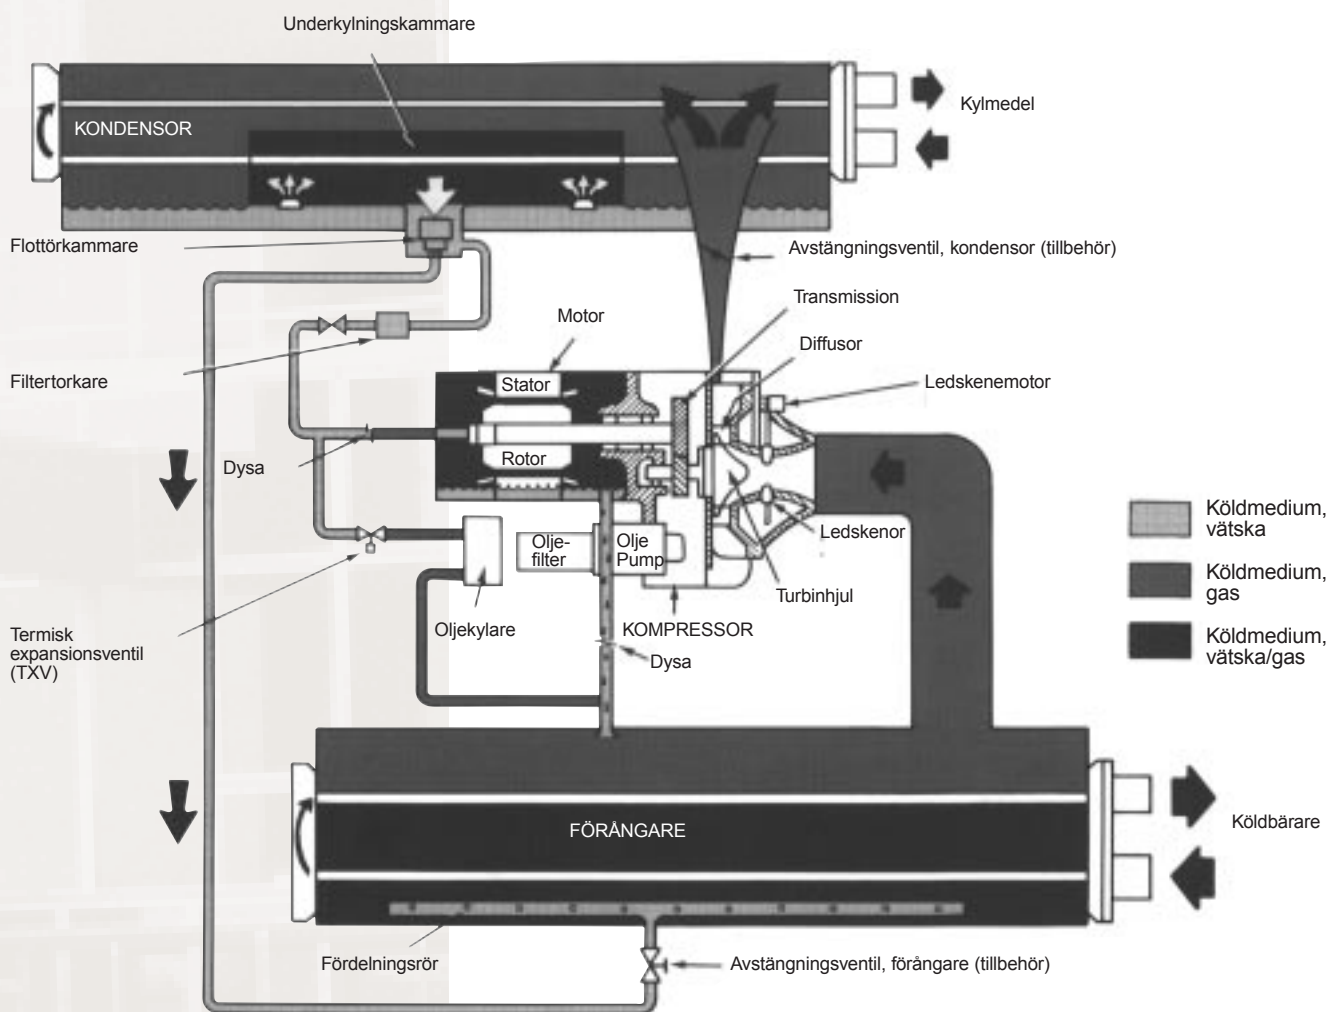 Underkylningskammare
Kylmedel
KONDENSOR
Flottörkammare
Avstängningsventil, kondensor (tillbehör)
Transmission
Motor
Diffusor
Filtertorkare
Stator
Ledskenemotor
Rotor
Dysa
Ledskenor
Köldmedium,
vätska
Olje-
filter
Olje
Pump
Köldmedium,
gas
Turbinhjul
Termisk
expansionsventil
(TXV)
Oljekylare
KOMPRESSOR
Köldmedium,
vätska/gas
Dysa
FÖRÅNGARE
Köldbärare
Fördelningsrör
Avstängningsventil, förångare (tillbehör)